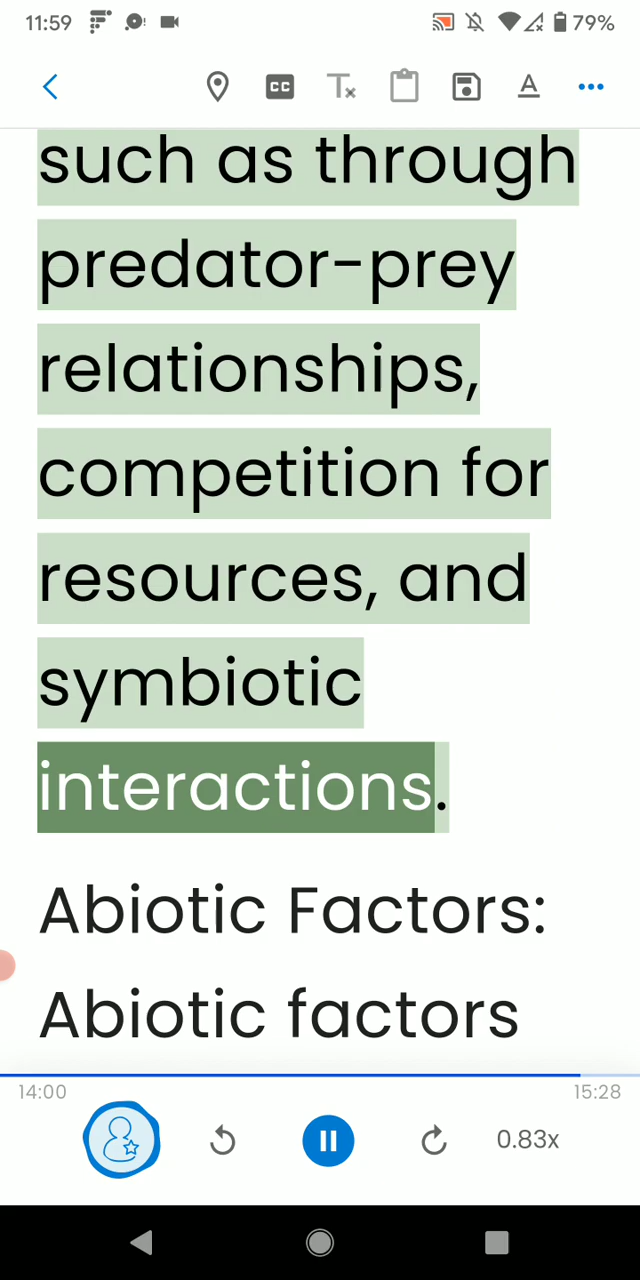 11:59 79%
CC
such as through
predator-prey
relationships,
competition for
resources, and
symbiotic
interactions.
Abiotic Factors:
Abiotic factors
14:00 15:28
0.83x